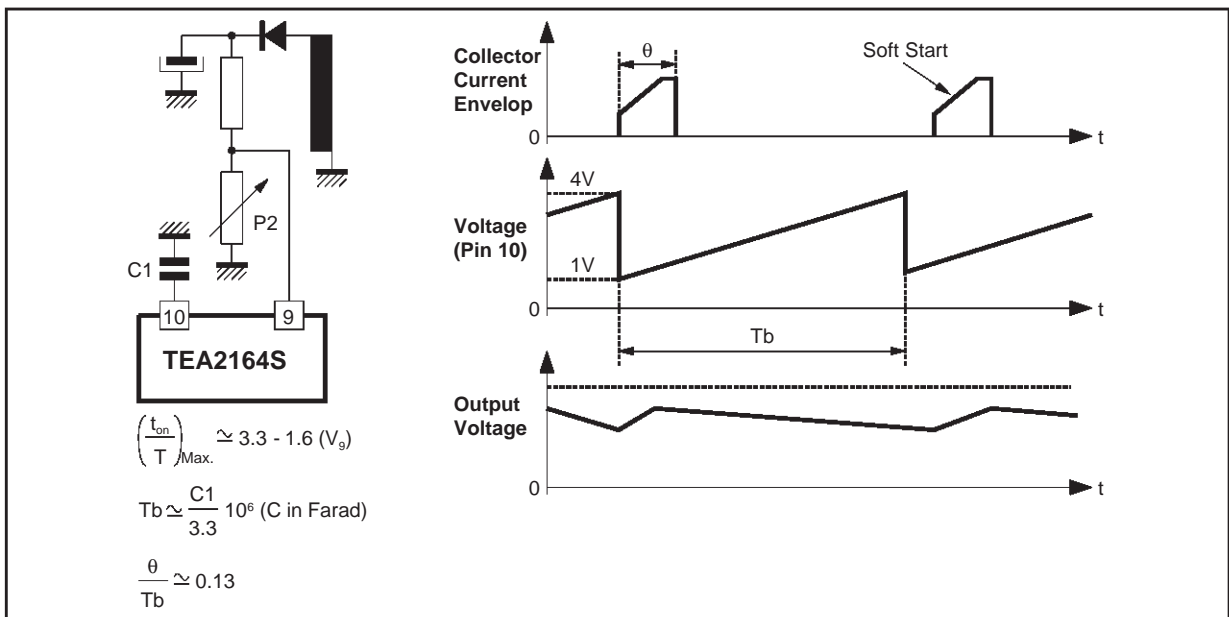 P2
C1
10
9
TEA2164S
(t_on / T)Max. ≃ 3.3 - 1.6 (V₉)
Tb ≃ C1 / 3.3 10⁶ (C in Farad)
θ / Tb ≃ 0.13
Collector
Current
Envelop
θ
Soft Start
0
t
Voltage
(Pin 10)
4V
1V
0
t
Tb
Output
Voltage
0
t